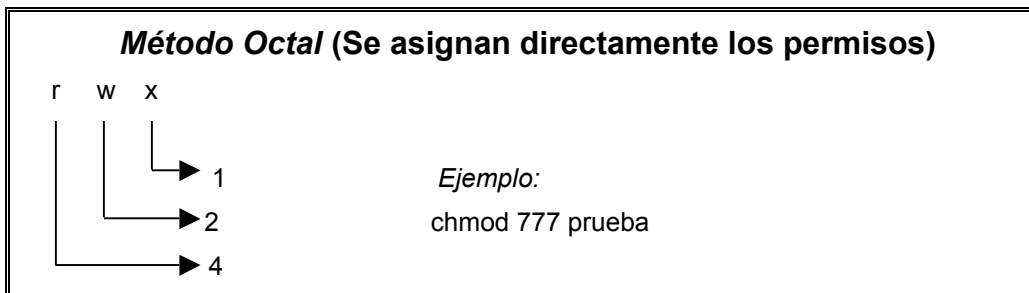 Método Octal (Se asignan directamente los permisos)
r w x
1
Ejemplo:
2
chmod 777 prueba
4